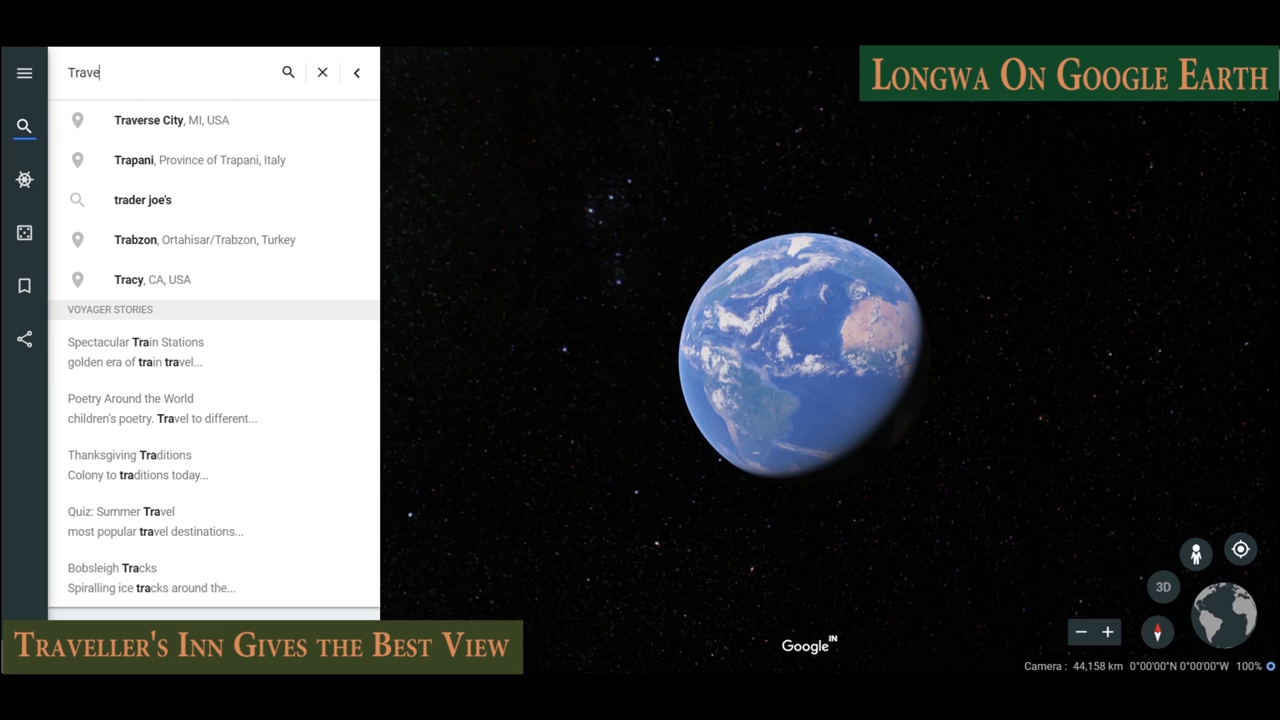 Trave
LONGWA ON GOOGLE EARTH
Traverse City, MI, USA
Trapani, Province of Trapani, Italy
trader joe's
Trabzon, Ortahisar/Trabzon, Turkey
Tracy, CA, USA
VOYAGER STORIES
Spectacular Train Stations
golden era of train travel...
Poetry Around the World
children's poetry. Travel to different...
Thanksgiving Traditions
Colony to traditions today...
Quiz: Summer Travel
most popular travel destinations...
Bobsleigh Tracks
Spiralling ice tracks around the...
3D
TRAVELLER'S INN GIVES THE BEST VIEW
Google IN
Camera : 44,158 km 0°00'00"N 0°00'00"W 100%